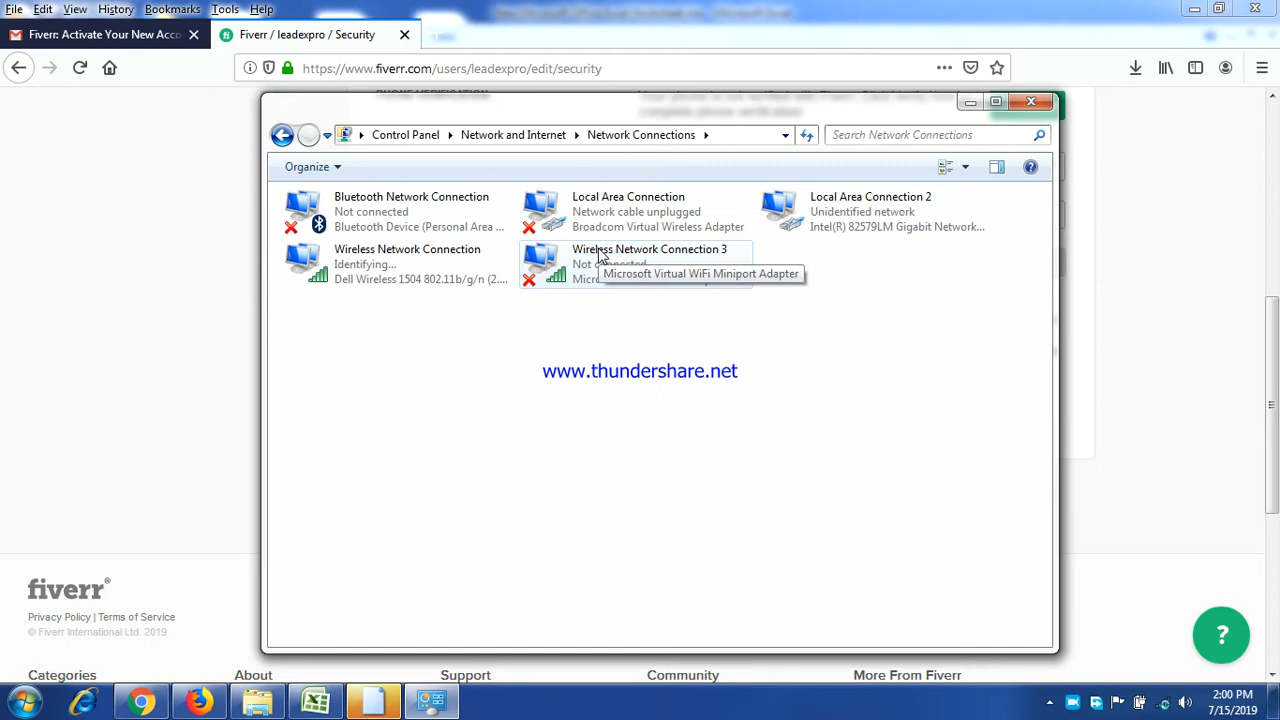 File Edit View History Bookmarks Tools Help
Fiverr: Activate Your New Acco
Fiverr / leadexpro / Security
https://www.fiverr.com/users/leadexpro/edit/security
Control Panel Network and Internet Network Connections
Search Network Connections
Organize
Bluetooth Network Connection
Not connected
Bluetooth Device (Personal Area ...
Local Area Connection
Network cable unplugged
Broadcom Virtual Wireless Adapter
Local Area Connection 2
Unidentified network
Intel(R) 82579LM Gigabit Network...
Wireless Network Connection
Identifying...
Dell Wireless 1504 802.11b/g/n (2....
Wireless Network Connection 3
Microsoft Virtual WiFi Miniport Adapter
www.thundershare.net
fiverr®
Privacy Policy | Terms of Service
© Fiverr International Ltd. 2019
?
Categories About Support Community More From Fiverr
2:00 PM
7/15/2019